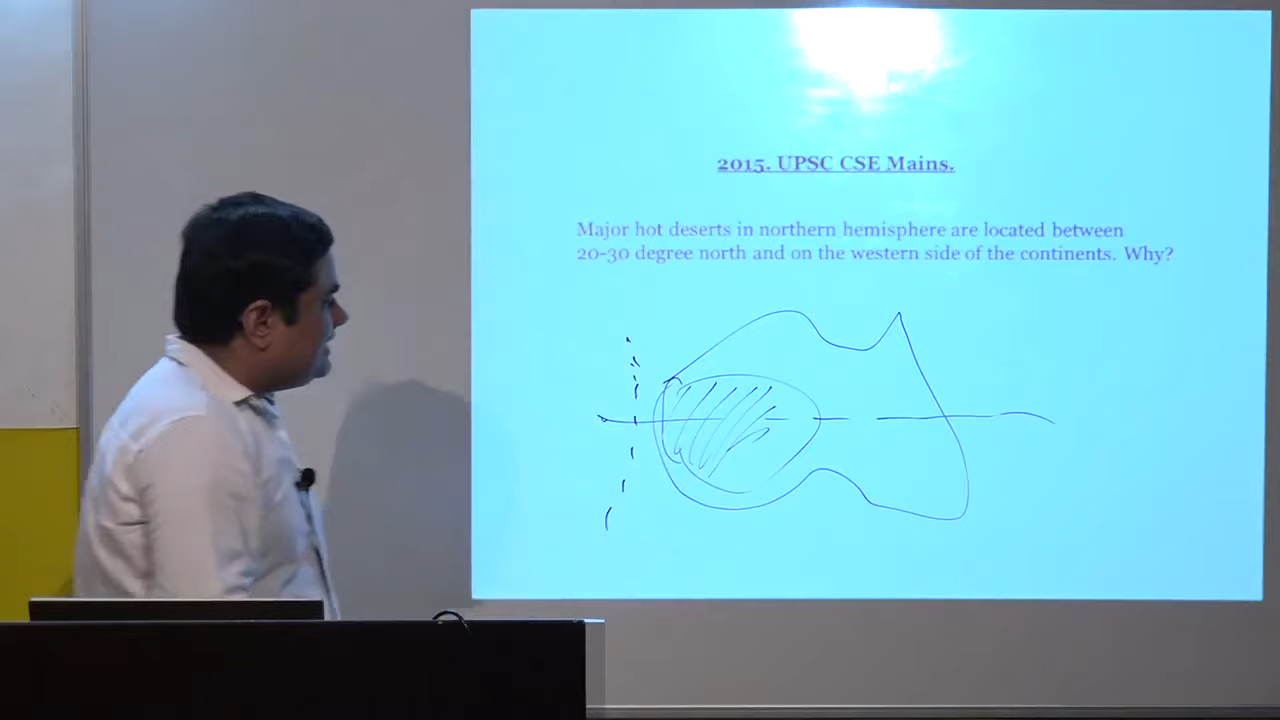 2015. UPSC CSE Mains.
Major hot deserts in northern hemisphere are located between
20-30 degree north and on the western side of the continents. Why?